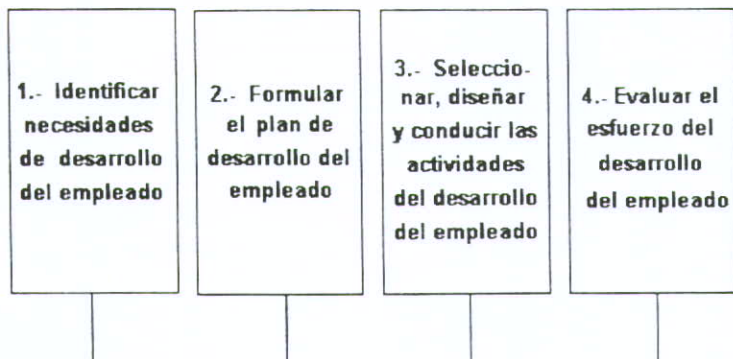 1.- Identificar
necesidades
de desarrollo
del empleado
2.- Formular
el plan de
desarrollo del
empleado
3.- Seleccio-
nar, diseñar
y conducir las
actividades
del desarrollo
del empleado
4.- Evaluar el
esfuerzo del
desarrollo
del empleado